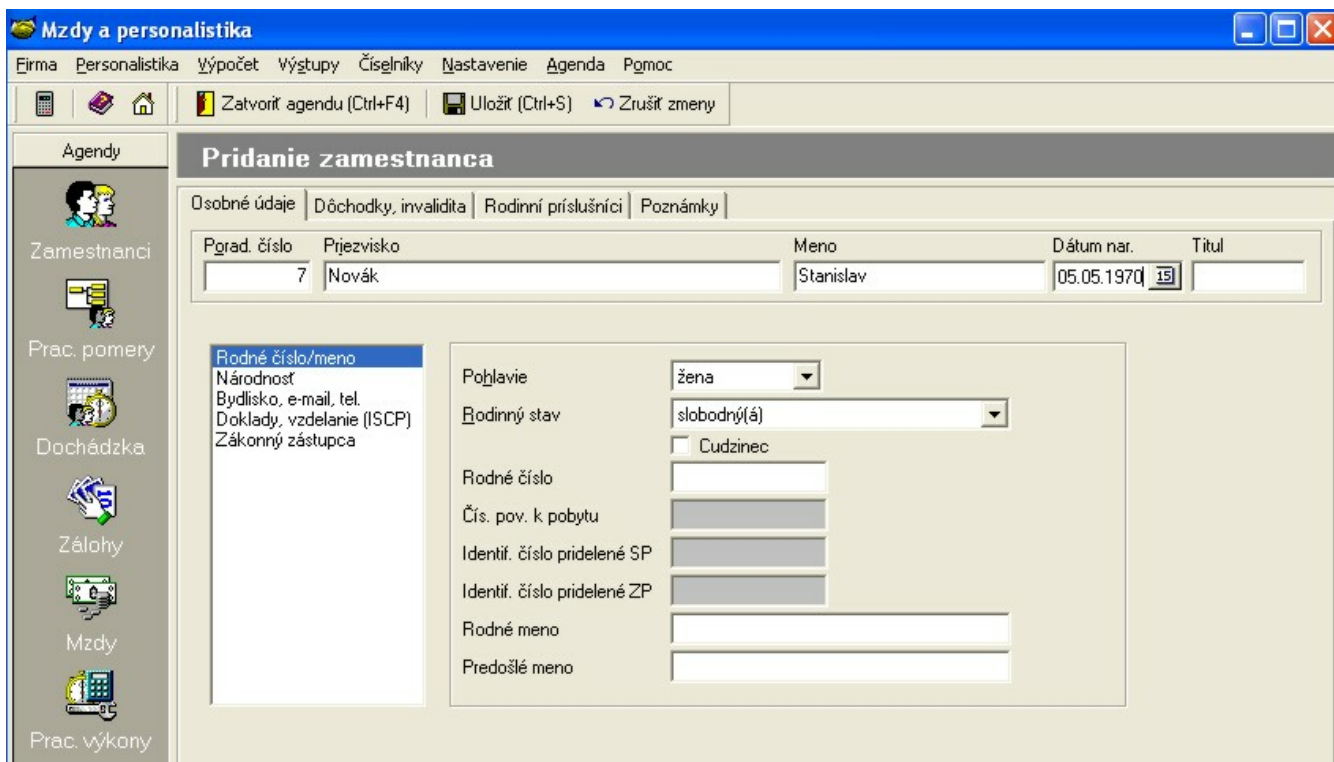 Mzdy a personalistika
Firma Personalistika Výpočet Výstupy Číselníky Nastavenie Agenda Pomoc
Zatvoriť agendu (Ctrl+F4) Uložiť (Ctrl+S) Zrušiť zmeny
Agendy
Pridanie zamestnanca
Osobné údaje Dôchodky, invalidita Rodinní príslušníci Poznámky
Porad. číslo Priezvisko Meno Dátum nar. Titul
7 Novák Stanislav 05.05.1970 15
Zamestnanci
Prac. pomery
Dochádzka
Zálohy
Mzdy
Prac. výkony
Rodné číslo/meno
Národnosť
Bydlisko, e-mail, tel.
Doklady, vzdelanie (ISCP)
Zákonný zástupca
Pohlavie žena
Rodinný stav slobodný(á)
Cudzinec
Rodné číslo
Čís. pov. k pobytu
Identif. číslo pridelené SP
Identif. číslo pridelené ZP
Rodné meno
Predošlé meno